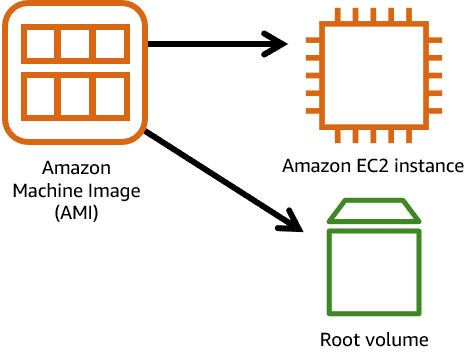 Amazon
Machine Image
(AMI)
Amazon EC2 instance
Root volume